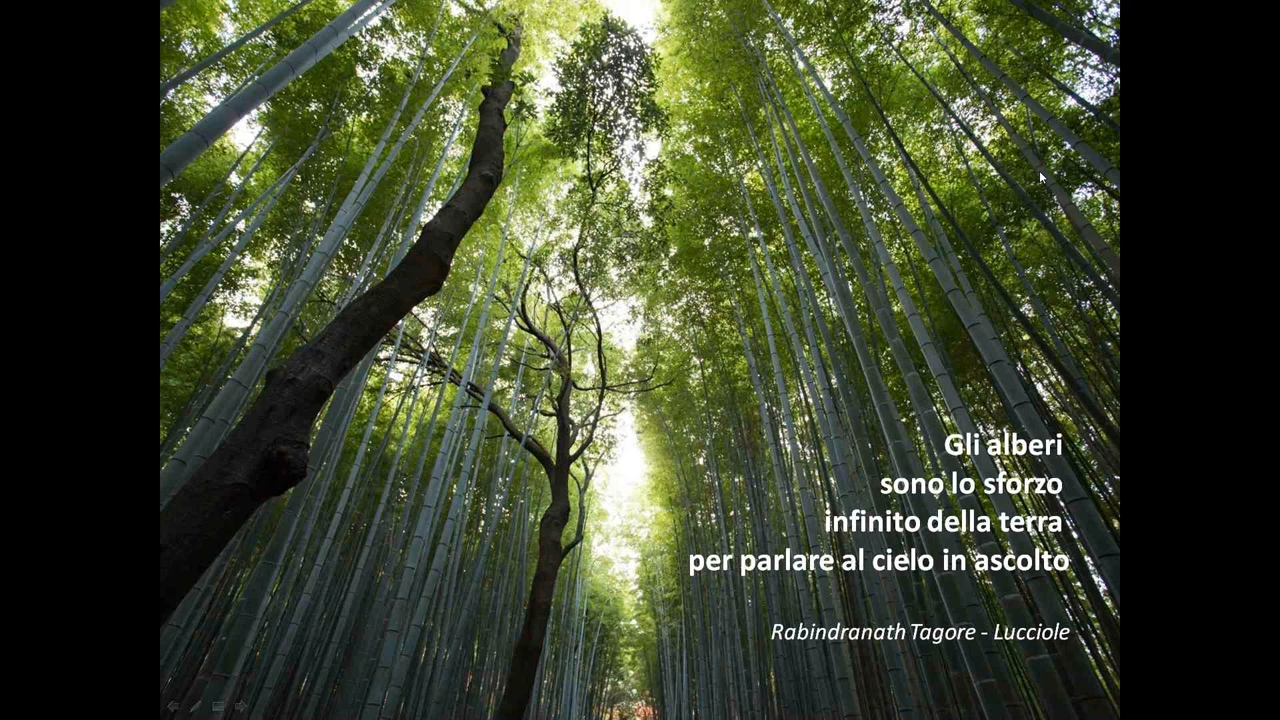 Gli alberi
sono lo sforzo
infinito della terra
per parlare al cielo in ascolto
Rabindranath Tagore - Lucciole